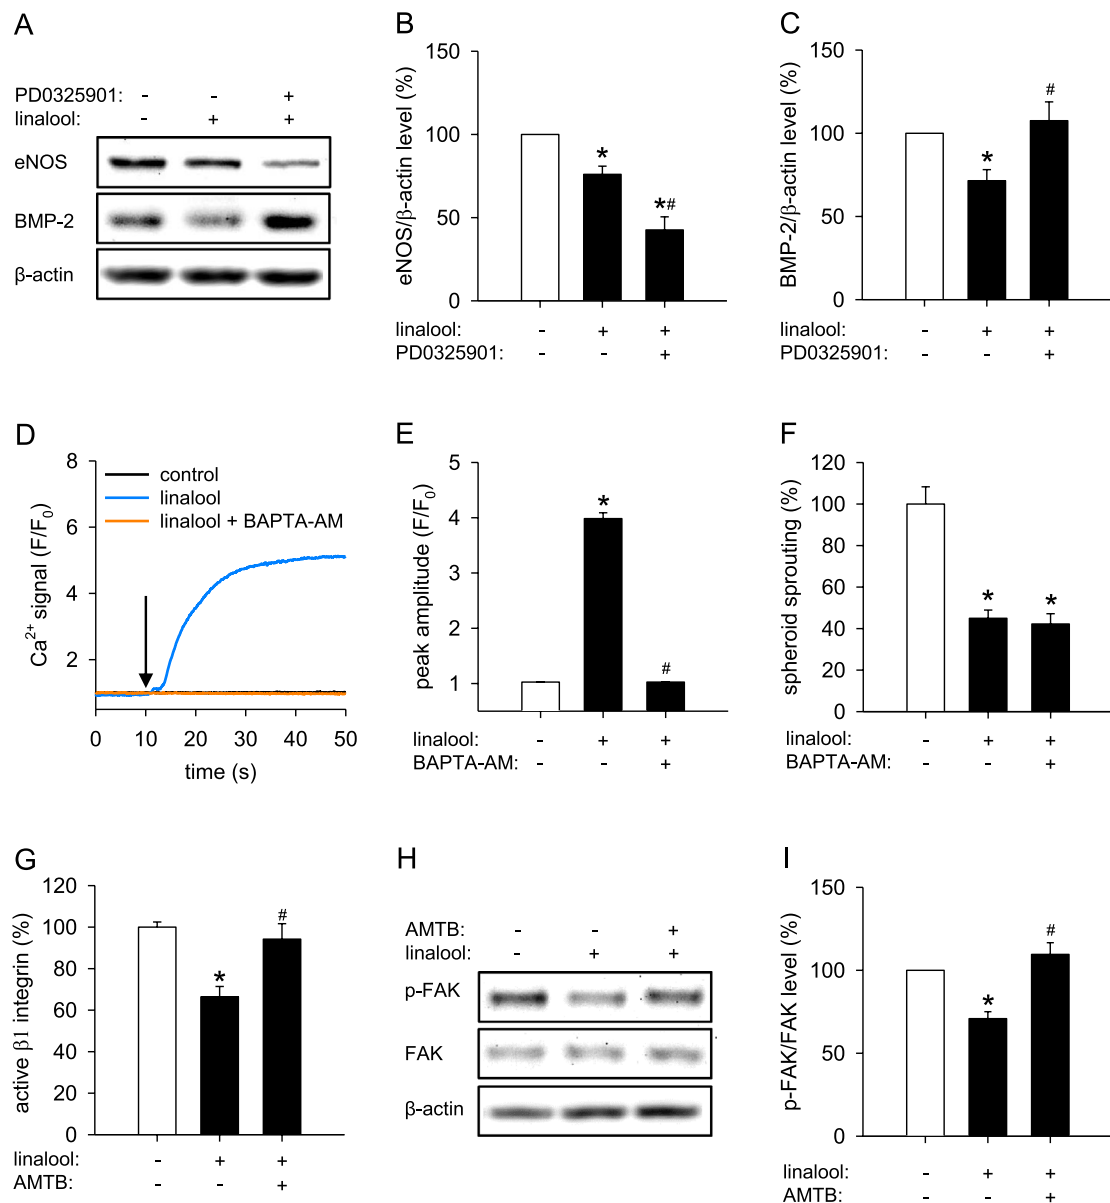 A
PD0325901: - - +
linalool: - + +
eNOS
BMP-2
β-actin
B
eNOS/β-actin level (%)
150
100
50
0
*
*#
linalool: - + +
PD0325901: - - +
C
BMP-2/β-actin level (%)
150
100
50
0
*
#
linalool: - + +
PD0325901: - - +
D
Ca2+ signal (F/F0)
8
6
4
2
control
linalool
linalool + BAPTA-AM
0 10 20 30 40 50
time (s)
E
peak amplitude (F/F0)
5
4
3
2
1
*
#
linalool: - + +
BAPTA-AM: - - +
F
spheroid sprouting (%)
120
100
80
60
40
20
0
* *
linalool: - + +
BAPTA-AM: - - +
G
active β1 integrin (%)
120
100
80
60
40
20
0
*
#
linalool: - + +
AMTB: - - +
H
AMTB: - - +
linalool: - + +
p-FAK
FAK
β-actin
I
p-FAK/FAK level (%)
150
100
50
0
*
#
linalool: - + +
AMTB: - - +